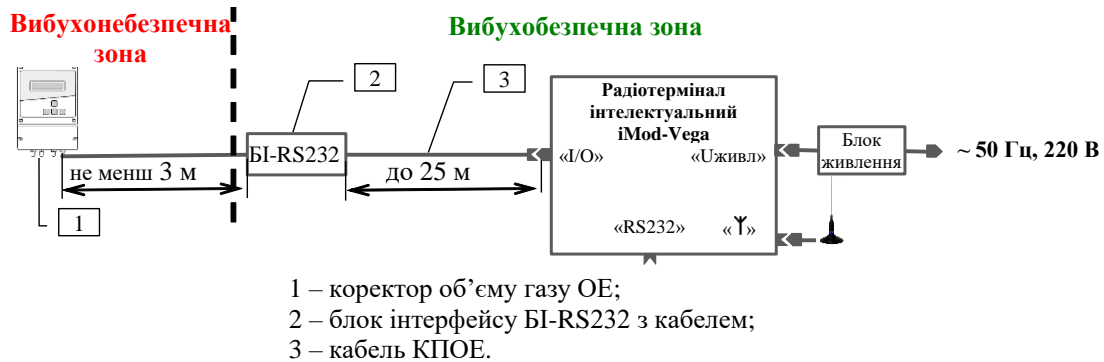 Вибухонебезпечна
зона
Вибухобезпечна зона
2
3
Радіотермінал
інтелектуальний
iMod-Vega
БІ-RS232
«I/O»
«Uживл»
Блок
живлення
~ 50 Гц, 220 В
не менш 3 м
до 25 м
1
«RS232»
« »
1 – коректор об’єму газу ОЕ;
2 – блок інтерфейсу БІ-RS232 з кабелем;
3 – кабель КПОЕ.